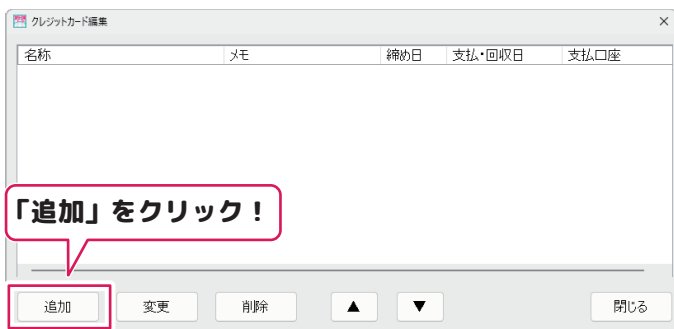 クレジットカード編集
名称 メモ 締め日 支払・回収日 支払口座
「追加」をクリック！
追加 変更 削除 ▲ ▼ 閉じる